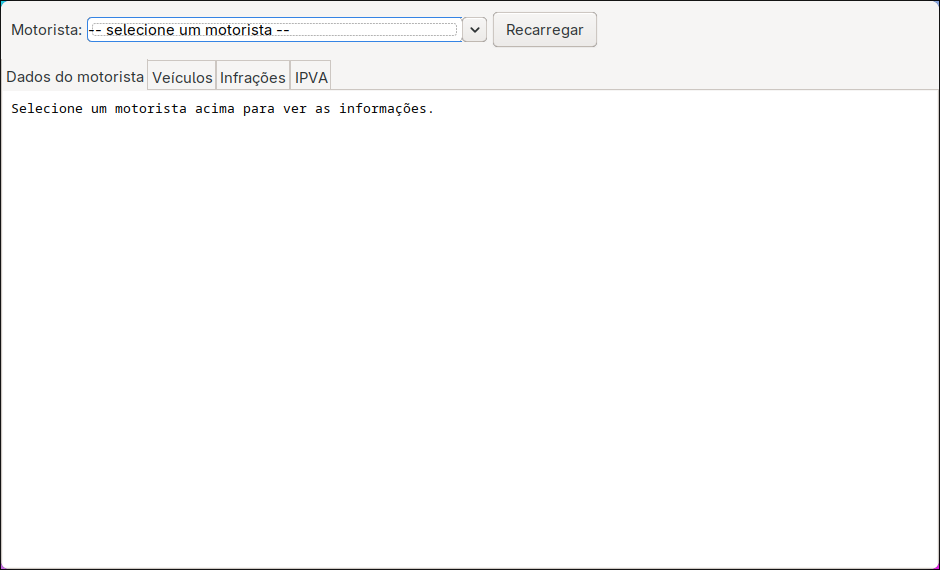 Motorista: -- selecione um motorista -- Recarregar
Dados do motorista Veículos Infrações IPVA
Selecione um motorista acima para ver as informações.